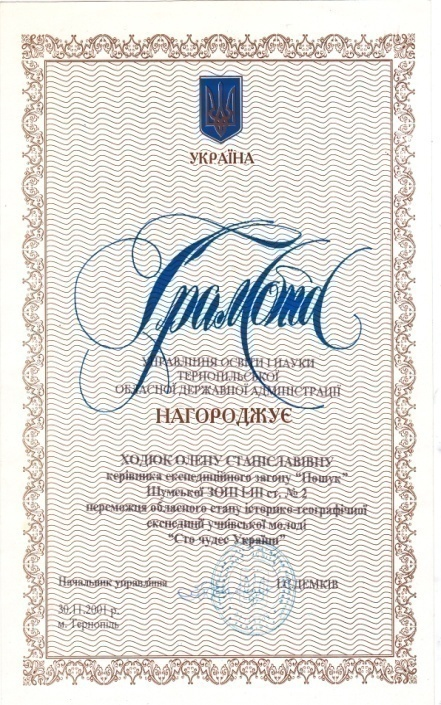 УКРАЇНА
Грамота
УПРАВЛІННЯ ОСВІТИ І НАУКИ
ТЕРНОПІЛЬСЬКОЇ
ОБЛАСНОЇ ДЕРЖАВНОЇ АДМІНІСТРАЦІЇ
НАГОРОДЖУЄ
ХОДЮК ОЛЕНУ СТАНІСЛАВІВНУ
керівника експедиційного загону "Пошук"
Шумської ЗОШ І-ІІІ ст. № 2
переможця обласного етапу історико-географічної
експедиції учнівської молоді
"Сто чудес України"
Начальник управління ДЕМКІВ
30.11.2001 р.
м. Тернопіль